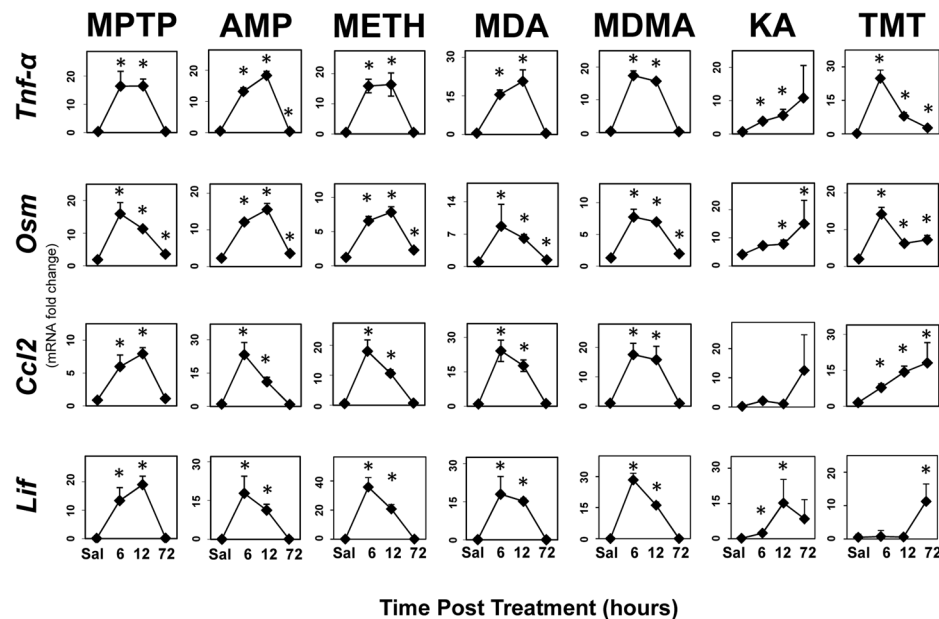 MPTP AMP METH MDA MDMA KA TMT
Tnf-α
0 10 20 * *
0 10 20 * * *
0 10 20 * *
0 15 30 * *
0 10 20 * *
0 10 20 * *
0 15 30 * * *
Osm
0 10 20 * * *
0 10 20 * * *
0 5 10 * * *
0 7 14 * * *
0 10 20 * * *
0 10 20 * *
0 10 20 * * *
Ccl2
(mRNA fold change)
0 5 10 * *
0 15 30 * *
0 10 20 * *
0 15 30 * *
0 10 20 * *
0 10 20
0 15 30 * * *
Lif
0 10 20 * *
0 15 30 * *
0 20 40 * *
0 15 30 * *
0 15 30 * *
0 10 20 30 * *
0 10 20 *
Sal 6 12 72 Sal 6 12 72 Sal 6 12 72 Sal 6 12 72 Sal 6 12 72 Sal 6 12 72 Sal 6 12 72
Time Post Treatment (hours)